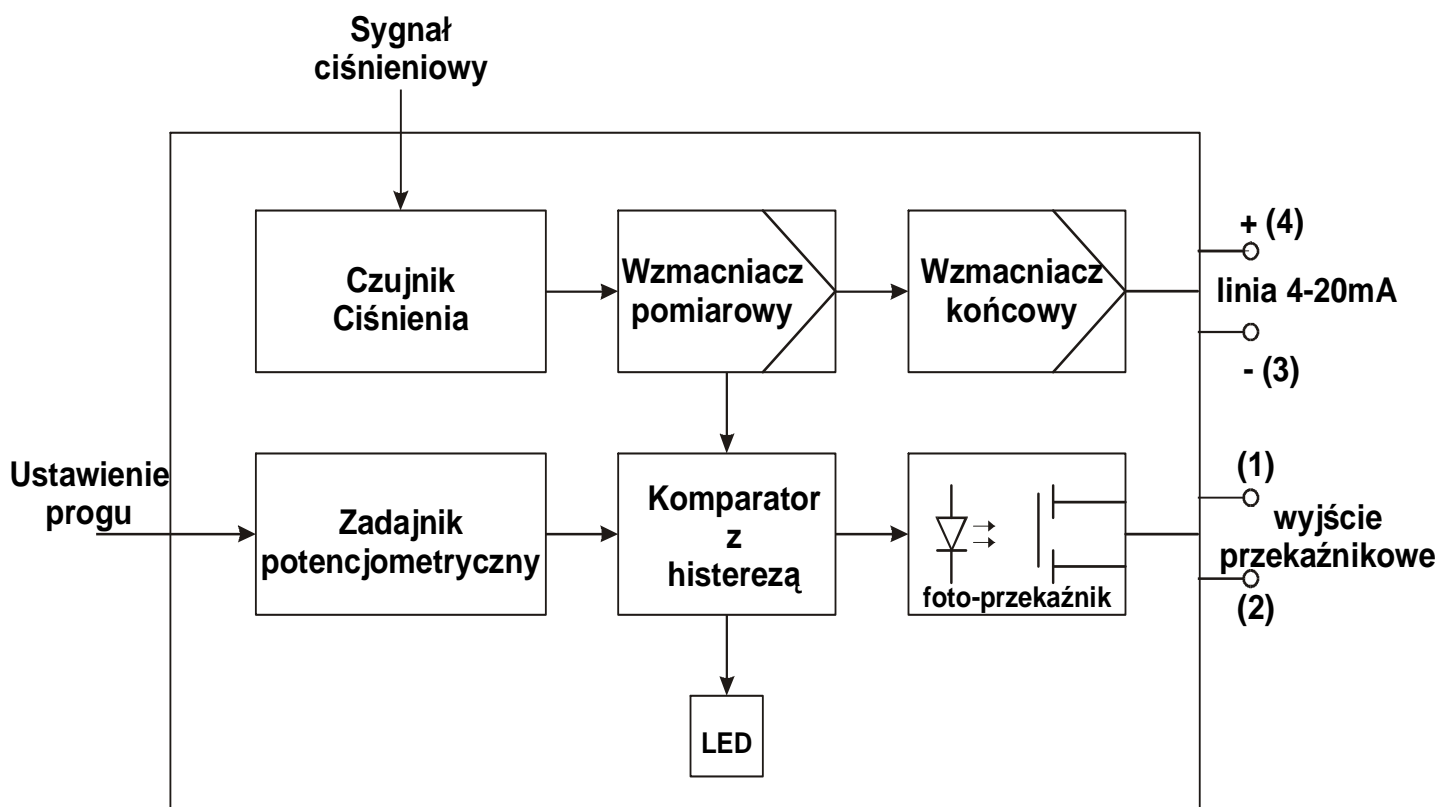 Sygnał
ciśnieniowy
Czujnik
Ciśnienia
Wzmacniacz
pomiarowy
Wzmacniacz
końcowy
+ (4)
linia 4-20mA
- (3)
Ustawienie
progu
Zadajnik
potencjometryczny
Komparator
z
histerezą
foto-przekaźnik
(1)
wyjście
przekaźnikowe
(2)
LED